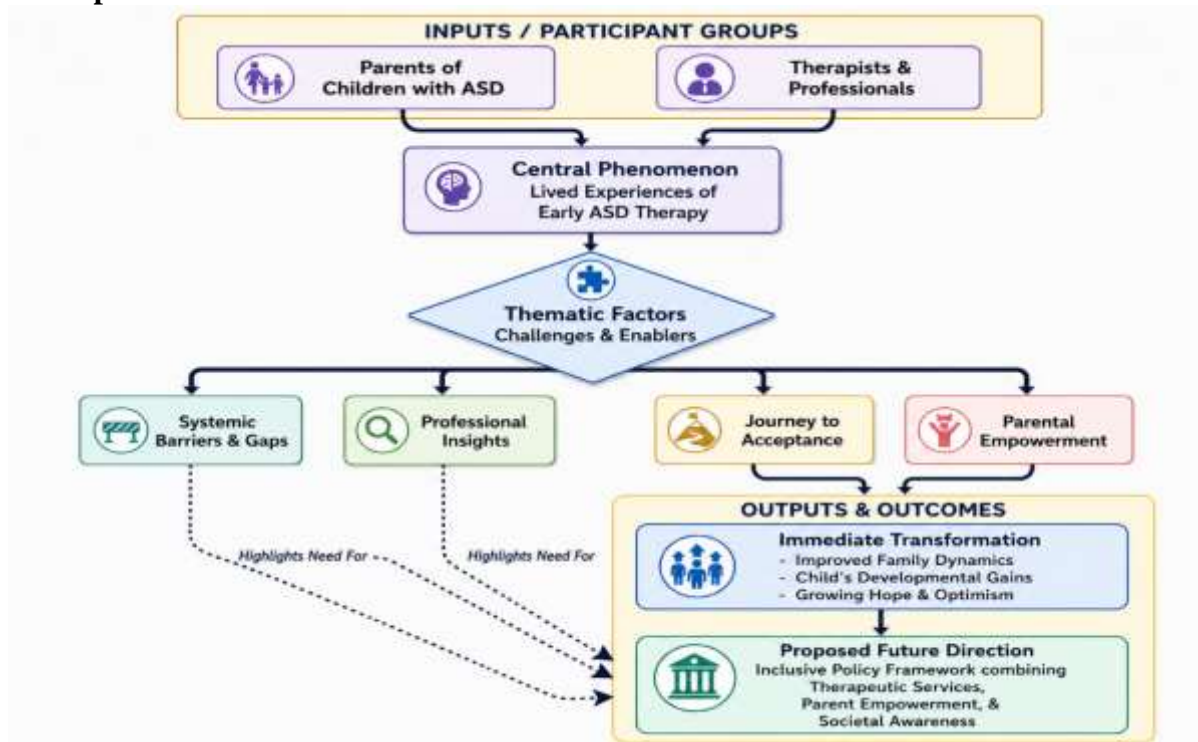 INPUTS / PARTICIPANT GROUPS
Parents of
Children with ASD
Therapists &
Professionals
Central Phenomenon
Lived Experiences of
Early ASD Therapy
Thematic Factors
Challenges & Enablers
Systemic
Barriers & Gaps
Professional
Insights
Journey to
Acceptance
Parental
Empowerment
Highlights Need For
Highlights Need For
OUTPUTS & OUTCOMES
Immediate Transformation
- Improved Family Dynamics
- Child's Developmental Gains
- Growing Hope & Optimism
Proposed Future Direction
Inclusive Policy Framework combining
Therapeutic Services,
Parent Empowerment, &
Societal Awareness